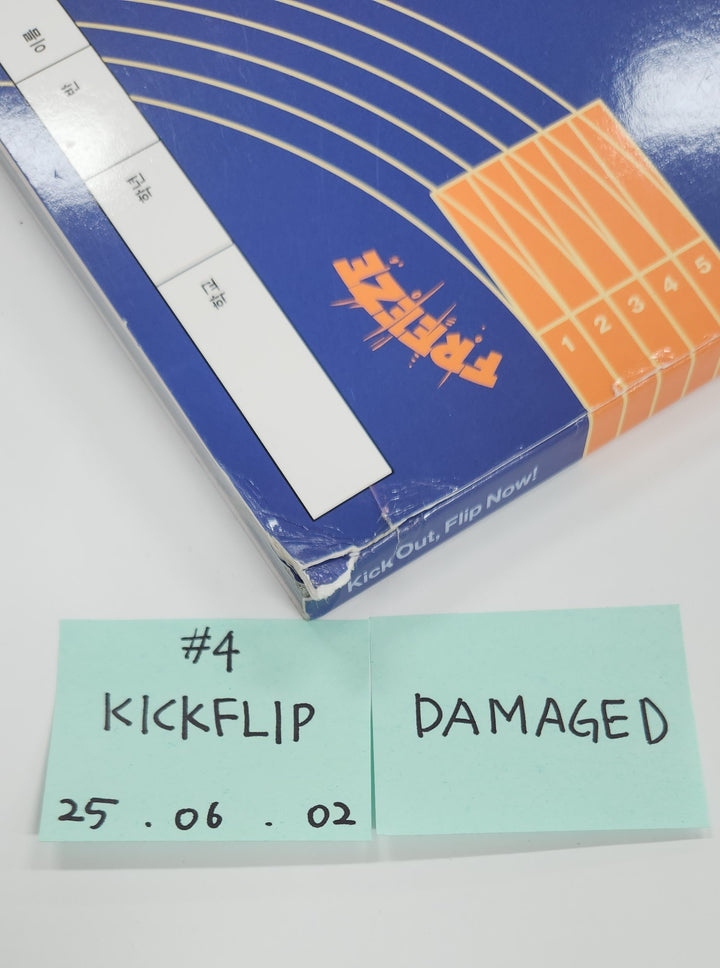 FREEZE
1 2 3 4 5
Kick Out, Flip Now!
#4
KICKFLIP
25 . 06 . 02
DAMAGED